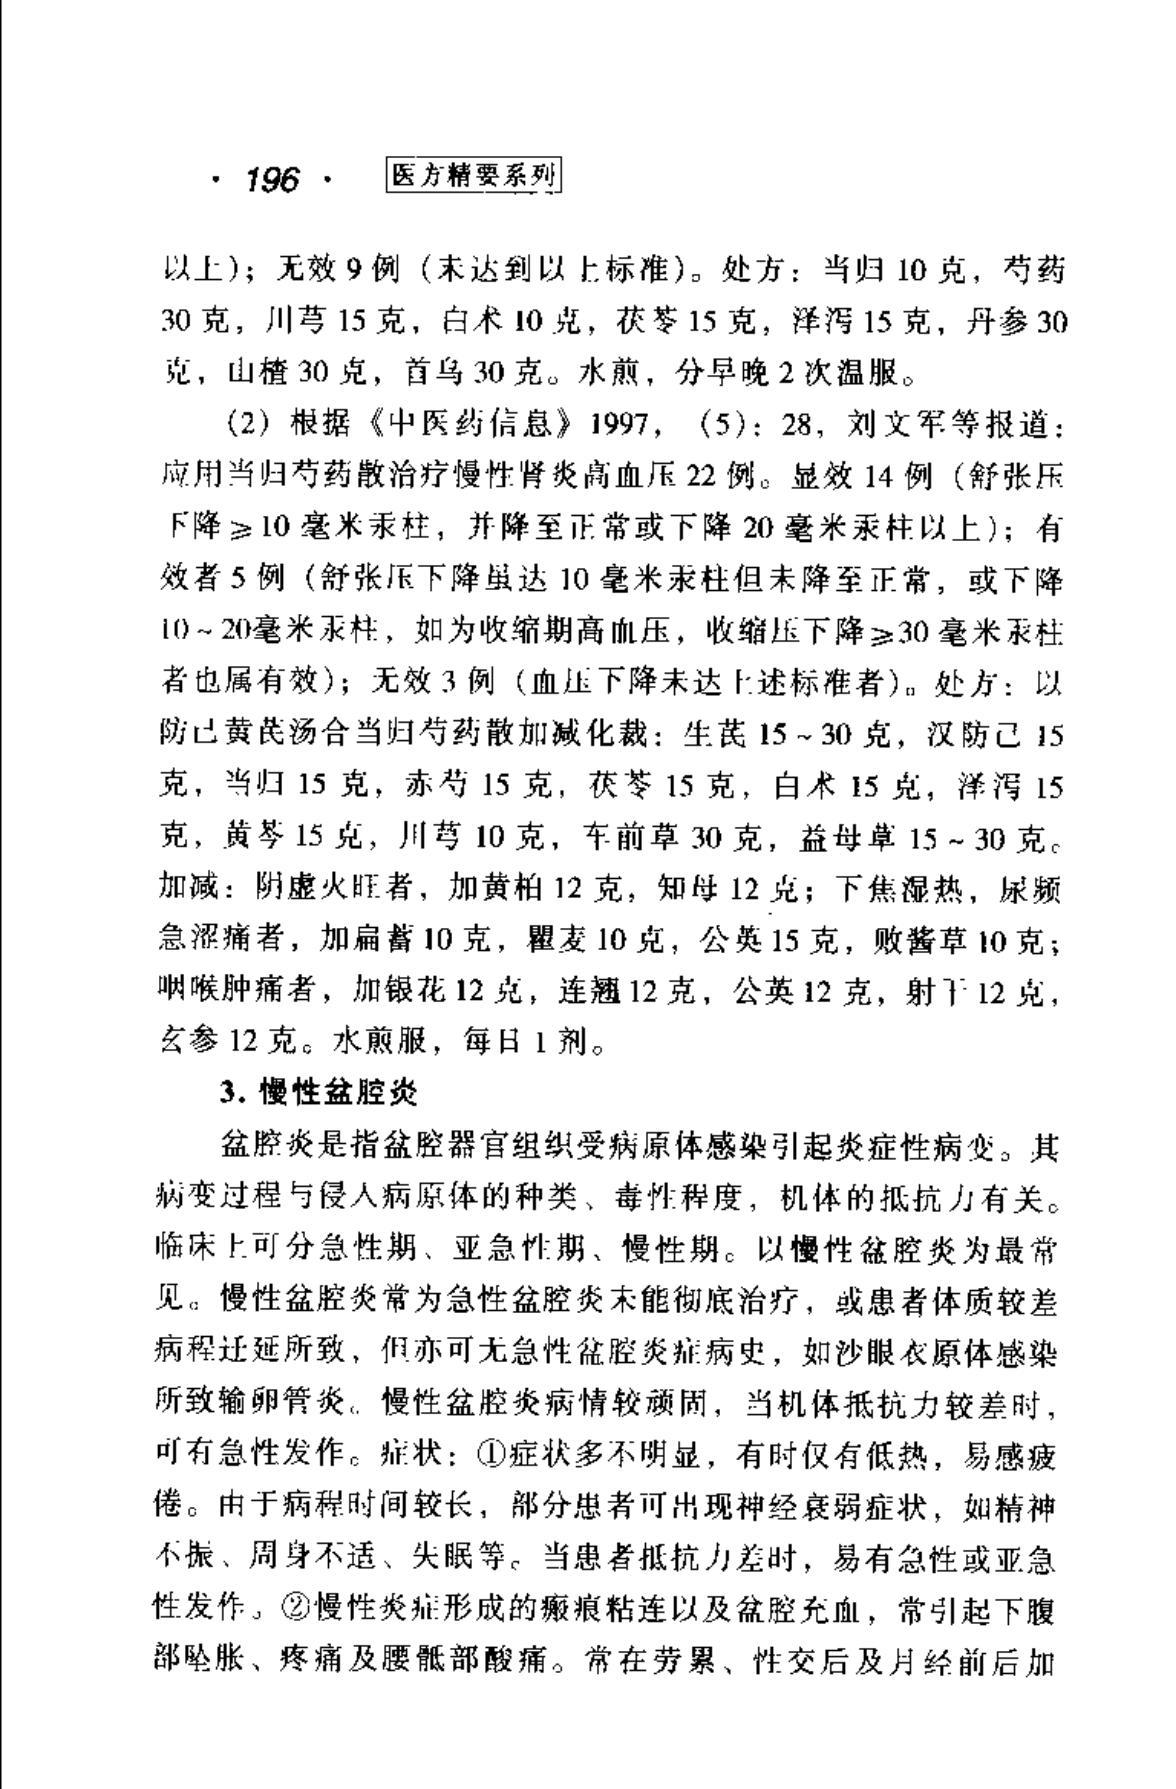 · 196 · 医方精要系列
以上）；无效 9 例（未达到以上标准）。处方：当归 10 克，芍药
30 克，川芎 15 克，白术 10 克，茯苓 15 克，泽泻 15 克，丹参 30
克，山楂 30 克，首乌 30 克。水煎，分早晚 2 次温服。
（2）根据《中医药信息》1997，（5）：28，刘文军等报道：
应用当归芍药散治疗慢性肾炎高血压 22 例。显效 14 例（舒张压
下降≥10 毫米汞柱，并降至正常或下降 20 毫米汞柱以上）；有
效者 5 例（舒张压下降虽达 10 毫米汞柱但未降至正常，或下降
10～20毫米汞柱，如为收缩期高血压，收缩压下降≥30 毫米汞柱
者也属有效）；无效 3 例（血压下降未达上述标准者）。处方：以
防己黄芪汤合当归芍药散加减化裁：生芪 15～30 克，汉防己 15
克，当归 15 克，赤芍 15 克，茯苓 15 克，白术 15 克，泽泻 15
克，黄芩 15 克，川芎 10 克，车前草 30 克，益母草 15～30 克。
加减：阴虚火旺者，加黄柏 12 克，知母 12 克；下焦湿热，尿频
急涩痛者，加扁蓄 10 克，瞿麦 10 克，公英 15 克，败酱草 10 克；
咽喉肿痛者，加银花 12 克，连翘 12 克，公英 12 克，射干 12 克，
玄参 12 克。水煎服，每日 1 剂。
3. 慢性盆腔炎
盆腔炎是指盆腔器官组织受病原体感染引起炎症性病变。其
病变过程与侵入病原体的种类、毒性程度，机体的抵抗力有关。
临床上可分急性期、亚急性期、慢性期。以慢性盆腔炎为最常
见。慢性盆腔炎常为急性盆腔炎未能彻底治疗，或患者体质较差
病程迁延所致，但亦可无急性盆腔炎症病史，如沙眼衣原体感染
所致输卵管炎。慢性盆腔炎病情较顽固，当机体抵抗力较差时，
可有急性发作。症状：①症状多不明显，有时仅有低热，易感疲
倦。由于病程时间较长，部分患者可出现神经衰弱症状，如精神
不振、周身不适、失眠等。当患者抵抗力差时，易有急性或亚急
性发作。②慢性炎症形成的瘢痕粘连以及盆腔充血，常引起下腹
部坠胀、疼痛及腰骶部酸痛。常在劳累、性交后及月经前后加